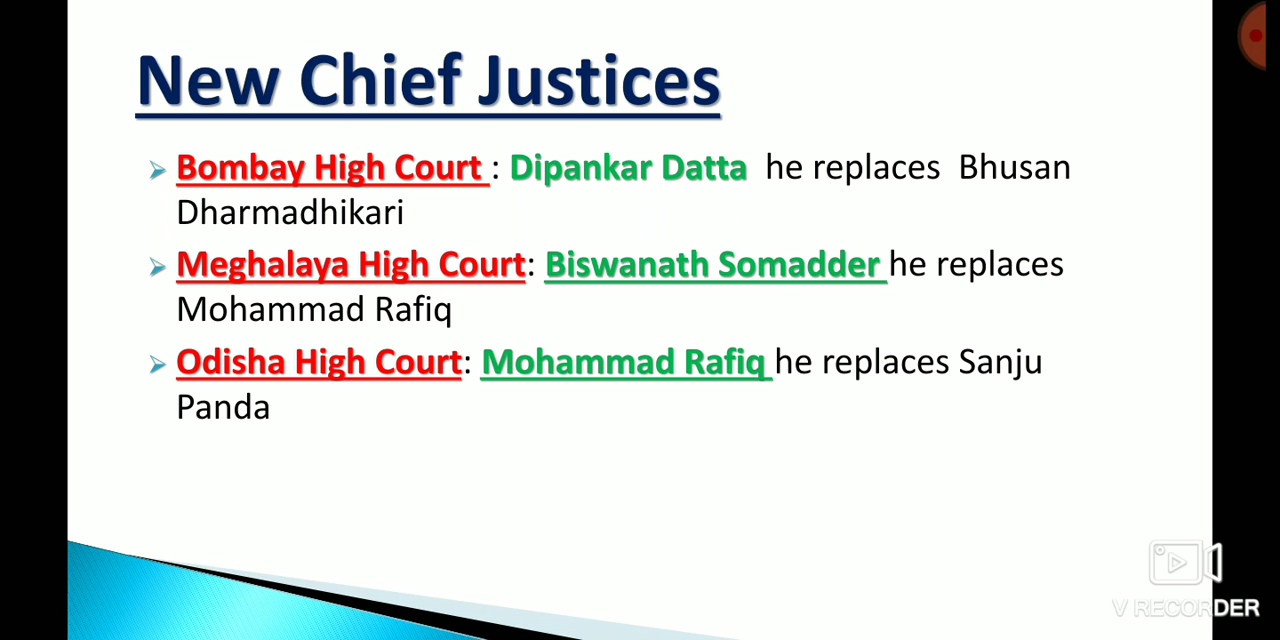 New Chief Justices
Bombay High Court : Dipankar Datta he replaces Bhusan
Dharmadhikari
Meghalaya High Court: Biswanath Somadder he replaces
Mohammad Rafiq
Odisha High Court: Mohammad Rafiq he replaces Sanju
Panda
V RECORDER